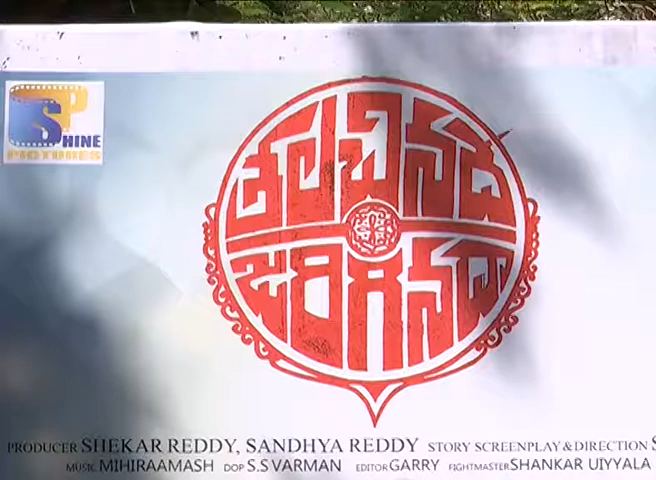 SP
SHINE
PICTURES
తలచినదే
జరిగినదా
PRODUCER SHEKAR REDDY, SANDHYA REDDY STORY SCREENPLAY&DIRECTION
MUSIC MIHIRAAMASH DOP S.S VARMAN EDITOR GARRY FIGHTMASTER SHANKAR UIYYALA